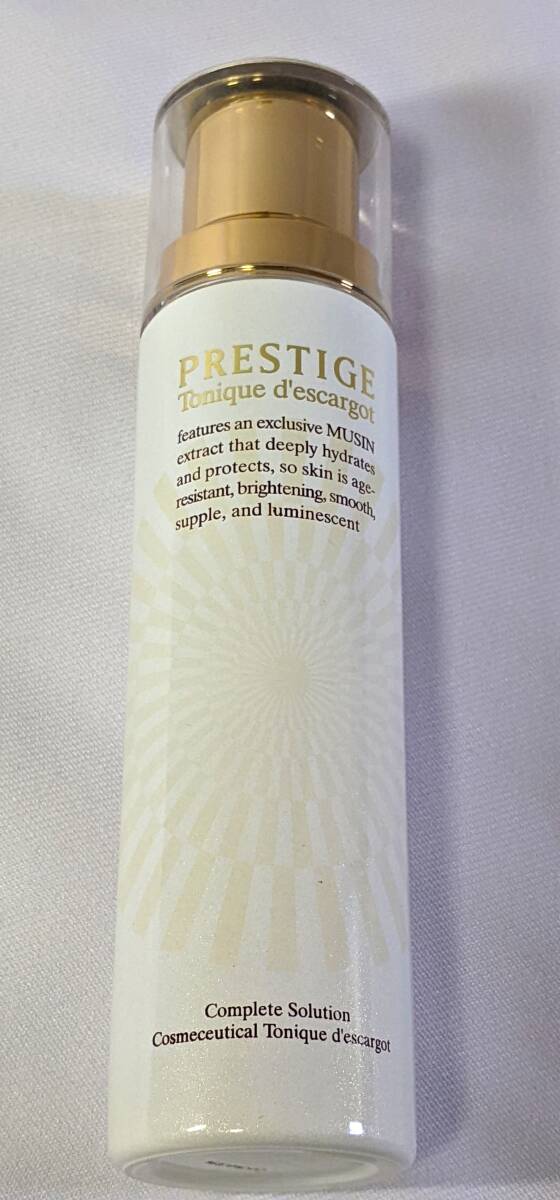 PRESTIGE
Tonique d'escargot
features an exclusive MUSIN
extract that deeply hydrates
and protects, so skin is age-
resistant, brightening, smooth,
supple, and luminescent
Complete Solution
Cosmeceutical Tonique d'escargot